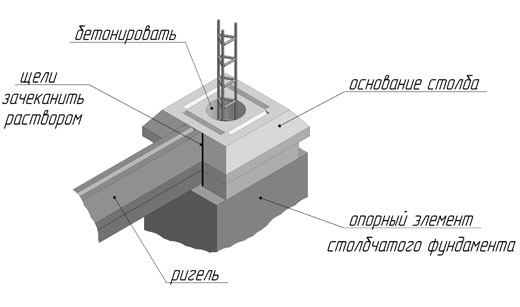 бетонировать
щели
зачеканить
раствором
основание столба
опорный элемент
столбчатого фундамента
ригель